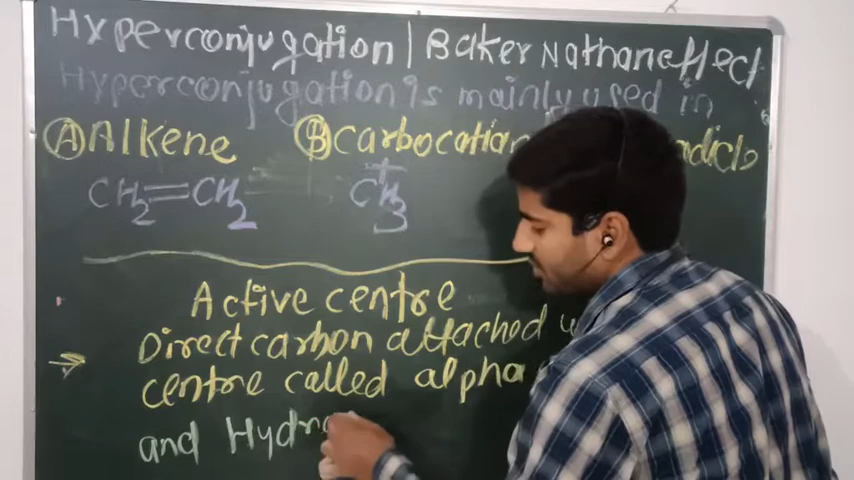 Hyperconjugation | Baker Nathan effect
Hyperconjugation is mainly used in
Ⓐ Alkene Ⓑ Carbocation
CH2=CH2 CH3+
Active centre
→ Direct carbon attached
centre called alpha
and